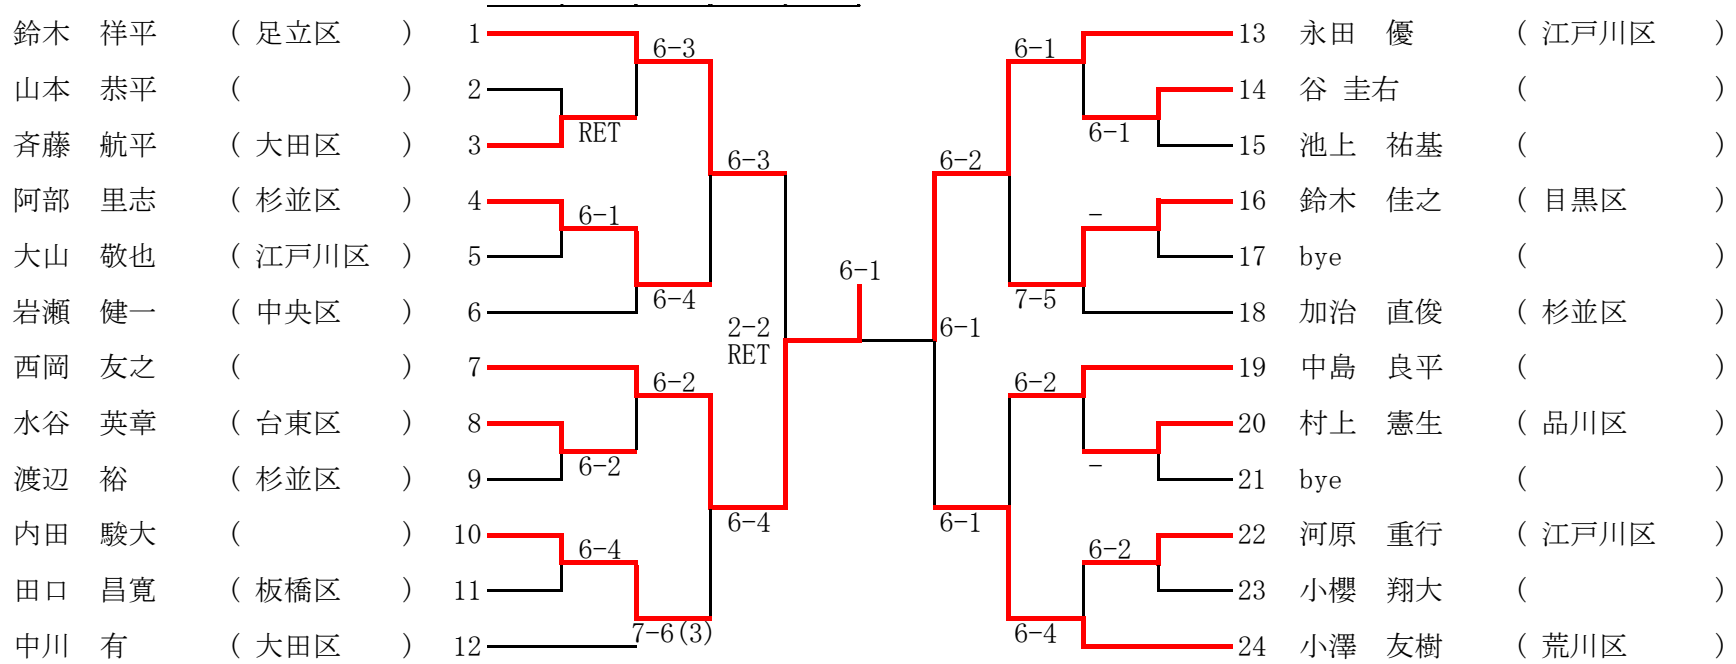 鈴木 祥平 ( 足立区 ) 1 6-3 6-1 13 永田 優 ( 江戸川区 )
山本 恭平 ( ) 2 14 谷 圭右 ( )
RET 6-1
斉藤 航平 ( 大田区 ) 3 6-3 6-2 15 池上 祐基 ( )
阿部 里志 ( 杉並区 ) 4 6-1 - 16 鈴木 佳之 ( 目黒区 )
大山 敬也 ( 江戸川区 ) 5 6-1 17 bye ( )
6-4 7-5
岩瀬 健一 ( 中央区 ) 6 18 加治 直俊 ( 杉並区 )
2-2 6-1
RET
西岡 友之 ( ) 7 6-2 6-2 19 中島 良平 ( )
水谷 英章 ( 台東区 ) 8 20 村上 憲生 ( 品川区 )
6-2 -
渡辺 裕 ( 杉並区 ) 9 21 bye ( )
6-4 6-1
内田 駿大 ( ) 10 6-4 6-2 22 河原 重行 ( 江戸川区 )
田口 昌寛 ( 板橋区 ) 11 23 小櫻 翔大 ( )
7-6(3) 6-4
中川 有 ( 大田区 ) 12 24 小澤 友樹 ( 荒川区 )